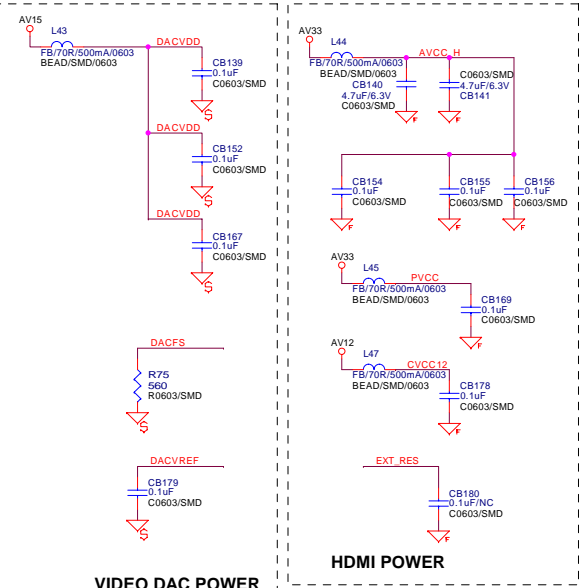 AV15
L43
DACVDD
FB/70R/500mA/0603
BEAD/SMD/0603
CB139
0.1uF
C0603/SMD
S
DACVDD
CB152
0.1uF
C0603/SMD
S
DACVDD
CB167
0.1uF
C0603/SMD
S
DACFS
R75
560
R0603/SMD
S
DACVREF
CB179
0.1uF
C0603/SMD
S
VIDEO DAC POWER
AV33
L44
AVCC_H
FB/70R/500mA/0603
BEAD/SMD/0603
CB140
4.7uF/6.3V
C0603/SMD
F
C0603/SMD
4.7uF/6.3V
CB141
F
CB154
0.1uF
C0603/SMD
F
CB155
0.1uF
C0603/SMD
F
CB156
0.1uF
C0603/SMD
F
AV33
L45
PVCC
FB/70R/500mA/0603
BEAD/SMD/0603
CB169
0.1uF
C0603/SMD
F
AV12
L47
CVCC12
FB/70R/500mA/0603
BEAD/SMD/0603
CB178
0.1uF
C0603/SMD
F
EXT_RES
CB180
0.1uF/NC
C0603/SMD
F
HDMI POWER